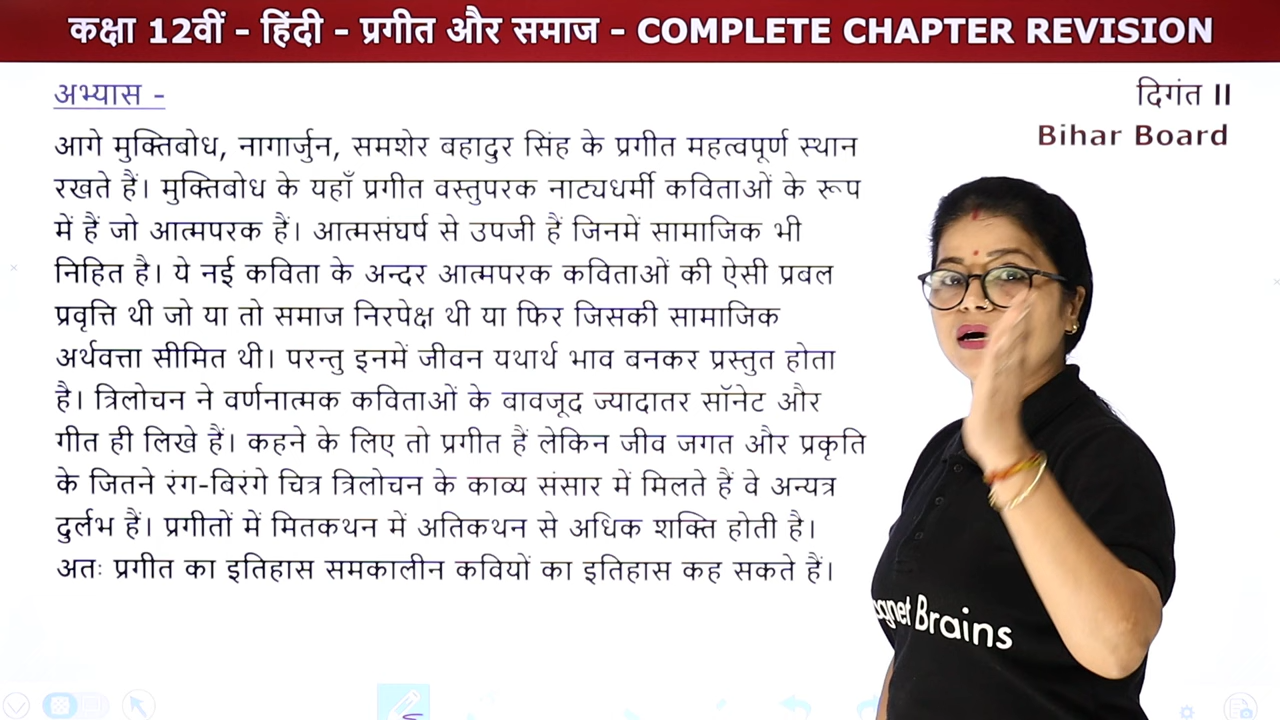 कक्षा 12वीं - हिंदी - प्रगीत और समाज - COMPLETE CHAPTER REVISION
अभ्यास -
दिगंत II
Bihar Board
आगे मुक्तिबोध, नागार्जुन, समशेर बहादुर सिंह के प्रगीत महत्वपूर्ण स्थान
रखते हैं। मुक्तिबोध के यहाँ प्रगीत वस्तुपरक नाट्यधर्मी कविताओं के रूप
में हैं जो आत्मपरक हैं। आत्मसंघर्ष से उपजी हैं जिनमें सामाजिक भी
निहित है। ये नई कविता के अन्दर आत्मपरक कविताओं की ऐसी प्रबल
प्रवृत्ति थी जो या तो समाज निरपेक्ष थी या फिर जिसकी सामाजिक
अर्थवत्ता सीमित थी। परन्तु इनमें जीवन यथार्थ भाव बनकर प्रस्तुत होता
है। त्रिलोचन ने वर्णनात्मक कविताओं के बावजूद ज्यादातर सॉनेट और
गीत ही लिखे हैं। कहने के लिए तो प्रगीत हैं लेकिन जीव जगत और प्रकृति
के जितने रंग-बिरंगे चित्र त्रिलोचन के काव्य संसार में मिलते हैं वे अन्यत्र
दुर्लभ हैं। प्रगीतों में मितकथन में अतिकथन से अधिक शक्ति होती है।
अतः प्रगीत का इतिहास समकालीन कवियों का इतिहास कह सकते हैं।
Brains